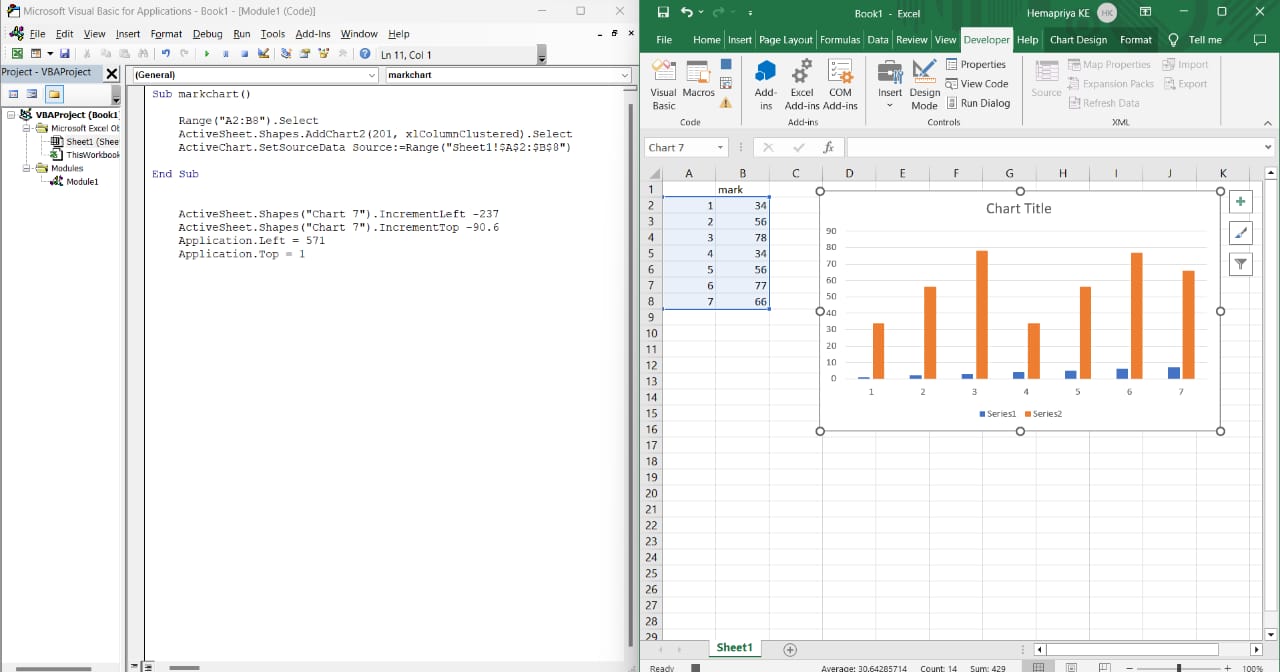 Microsoft Visual Basic for Applications - Book1 - [Module1 (Code)]
File Edit View Insert Format Debug Run Tools Add-Ins Window Help
Ln 11, Col 1
Project - VBAProject
VBAProject (Book1
Microsoft Excel Ob
Sheet1 (Shee
ThisWorkbook
Modules
Module1
(General)
markchart
Sub markchart()
Range("A2:B8").Select
ActiveSheet.Shapes.AddChart2(201, xlColumnClustered).Select
ActiveChart.SetSourceData Source:=Range("Sheet1!$A$2:$B$8")
End Sub
ActiveSheet.Shapes("Chart 7").IncrementLeft -237
ActiveSheet.Shapes("Chart 7").IncrementTop -90.6
Application.Left = 571
Application.Top = 1
Book1 - Excel
Hemapriya KE
HK
File Home Insert Page Layout Formulas Data Review View Developer Help Chart Design Format Tell me
Visual Basic
Macros
Code
Add-ins
Excel Add-ins
COM Add-ins
Add-ins
Insert
Design Mode
Properties
View Code
Run Dialog
Controls
Source
Map Properties
Expansion Packs
Refresh Data
Import
Export
XML
Chart 7
fx
A B C D E F G H I J K
1 mark
2 1 34
3 2 56
4 3 78
5 4 34
6 5 56
7 6 77
8 7 66
9
10
11
12
13
14
15
16
17
18
19
20
21
22
23
24
25
26
27
28
29
Chart Title
90
80
70
60
50
40
30
20
10
0
1 2 3 4 5 6 7
Series1 Series2
Sheet1
Ready
Average: 30.64285714 Count: 14 Sum: 429
100%